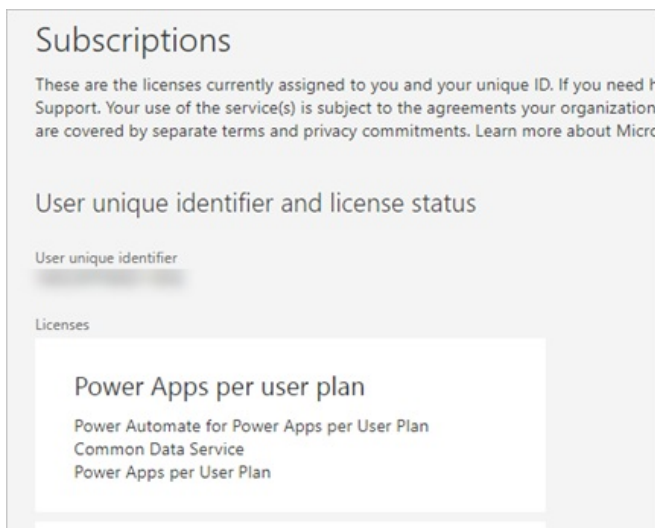 Subscriptions
These are the licenses currently assigned to you and your unique ID. If you need
Support. Your use of the service(s) is subject to the agreements your organization
are covered by separate terms and privacy commitments. Learn more about Micro
User unique identifier and license status
User unique identifier
Licenses
Power Apps per user plan
Power Automate for Power Apps per User Plan
Common Data Service
Power Apps per User Plan